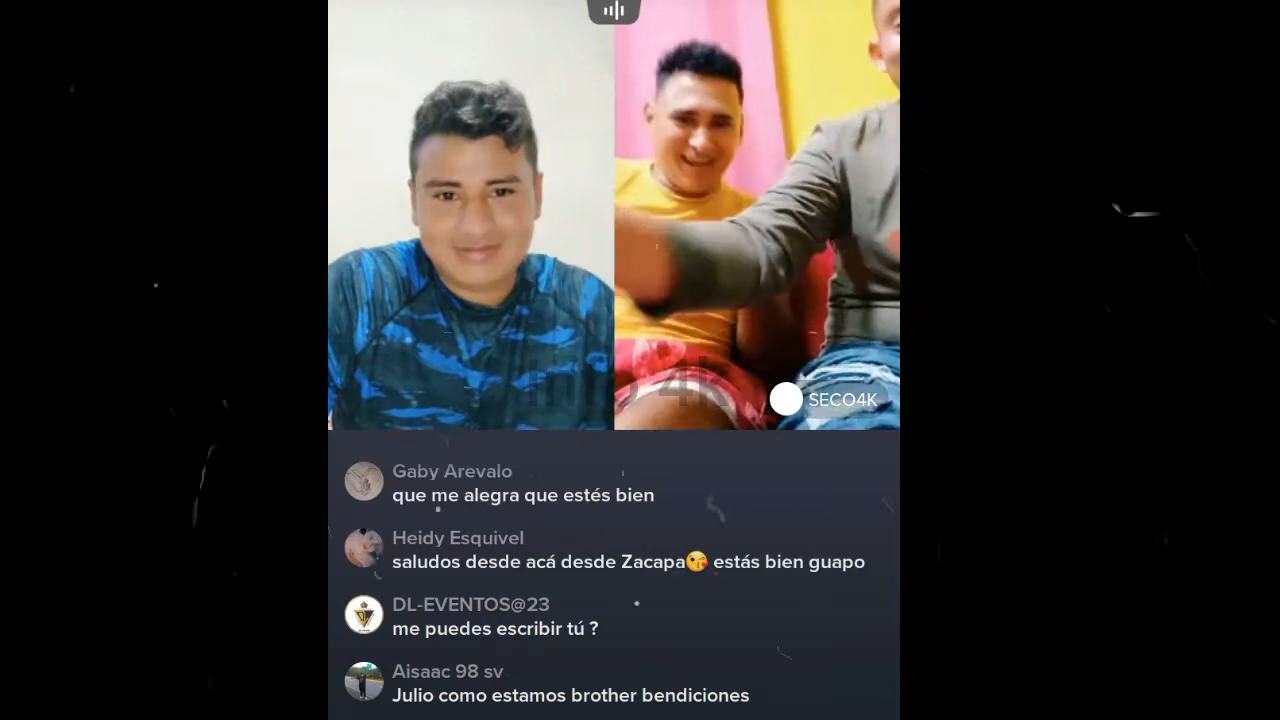 SECO4K
Gaby Arevalo
que me alegra que estés bien
Heidy Esquivel
saludos desde acá desde Zacapa😘 estás bien guapo
DL-EVENTOS@23
me puedes escribir tú ?
Aisaac 98 sv
Julio como estamos brother bendiciones